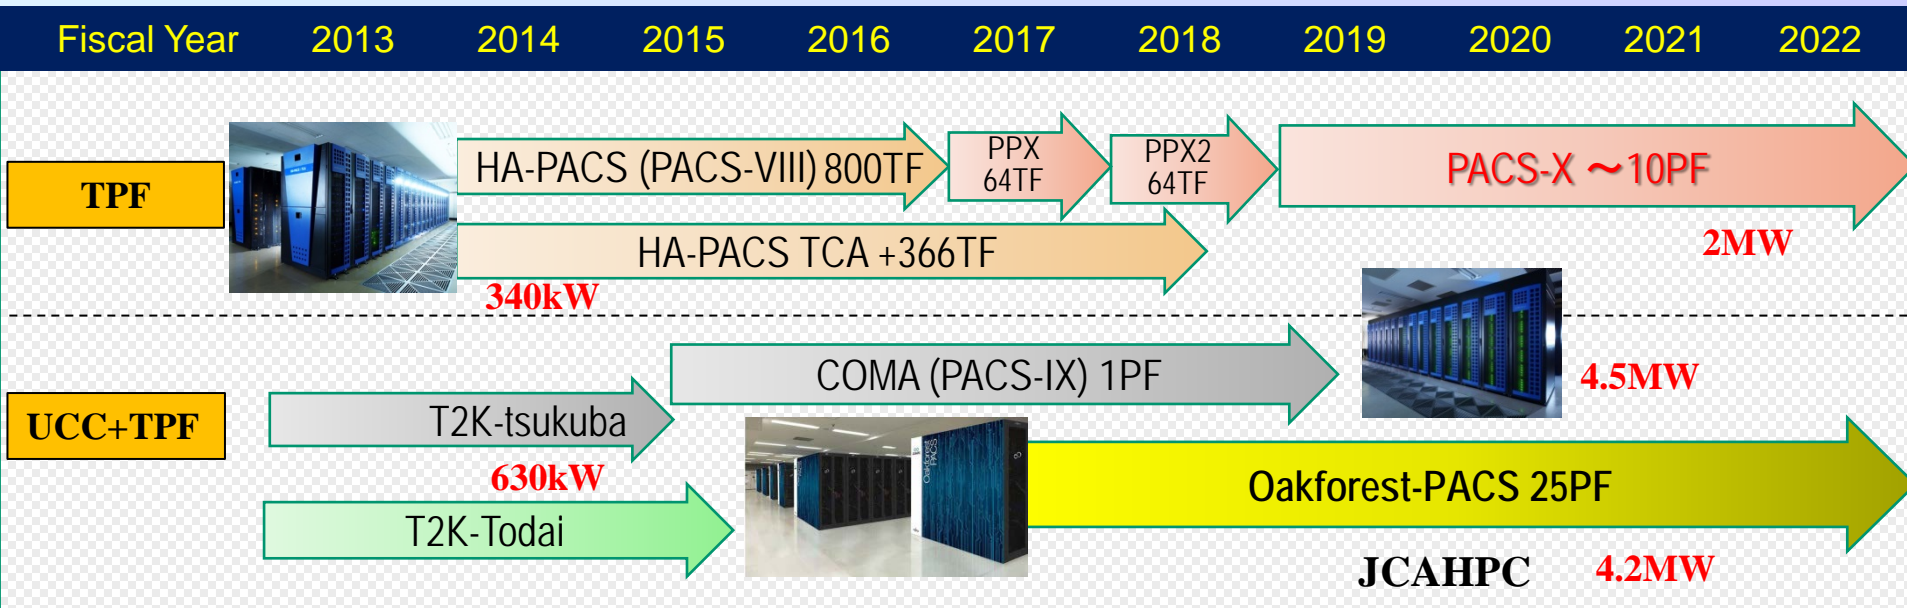 Fiscal Year 2013 2014 2015 2016 2017 2018 2019 2020 2021 2022
TPF
HA-PACS (PACS-VIII) 800TF
PPX
64TF
PPX2
64TF
PACS-X ～10PF
HA-PACS TCA +366TF
2MW
340kW
COMA (PACS-IX) 1PF
4.5MW
UCC+TPF
T2K-tsukuba
630kW
Oakforest
PACS
Oakforest-PACS 25PF
T2K-Todai
JCAHPC 4.2MW